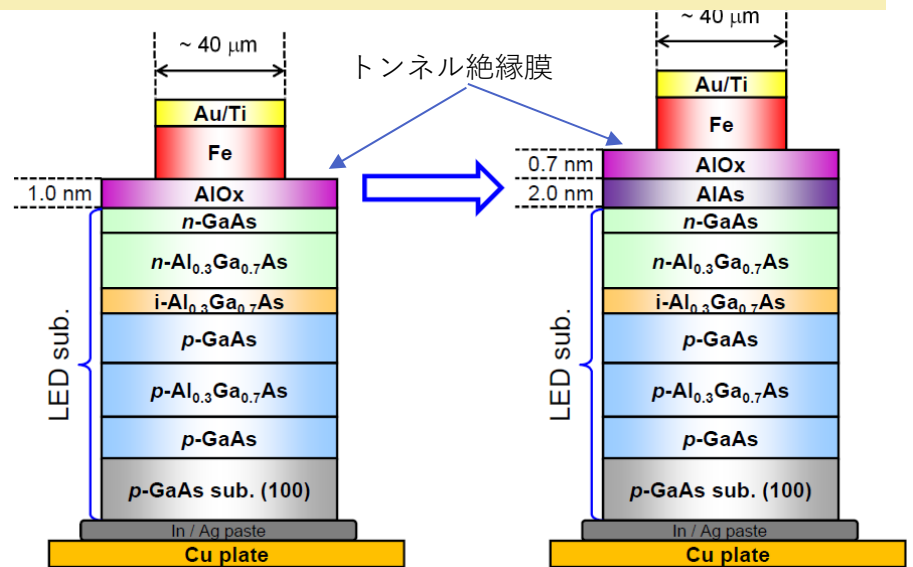 ~ 40 μm
トンネル絶縁膜
Au/Ti
Fe
1.0 nm
AlOx
n-GaAs
n-Al0.3Ga0.7As
i-Al0.3Ga0.7As
p-GaAs
p-Al0.3Ga0.7As
p-GaAs
p-GaAs sub. (100)
In / Ag paste
Cu plate
LED sub.
~ 40 μm
Au/Ti
Fe
0.7 nm
AlOx
2.0 nm
AlAs
n-GaAs
n-Al0.3Ga0.7As
i-Al0.3Ga0.7As
p-GaAs
p-Al0.3Ga0.7As
p-GaAs
p-GaAs sub. (100)
In / Ag paste
Cu plate
LED sub.